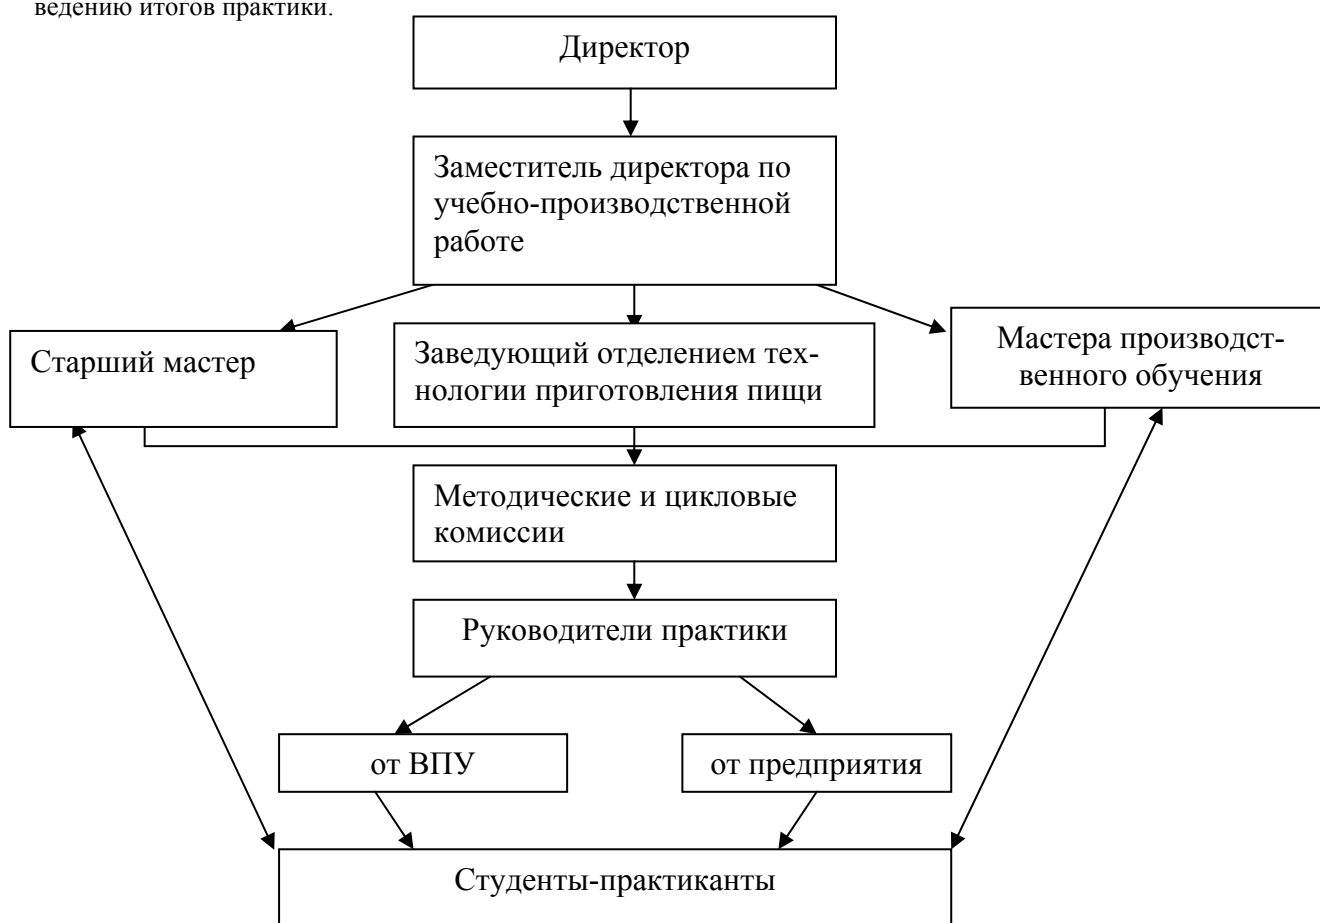 ведению итогов практики.
Директор
Заместитель директора по
учебно-производственной
работе
Старший мастер
Заведующий отделением тех-
нологии приготовления пищи
Мастера производст-
венного обучения
Методические и цикловые
комиссии
Руководители практики
от ВПУ
от предприятия
Студенты-практиканты